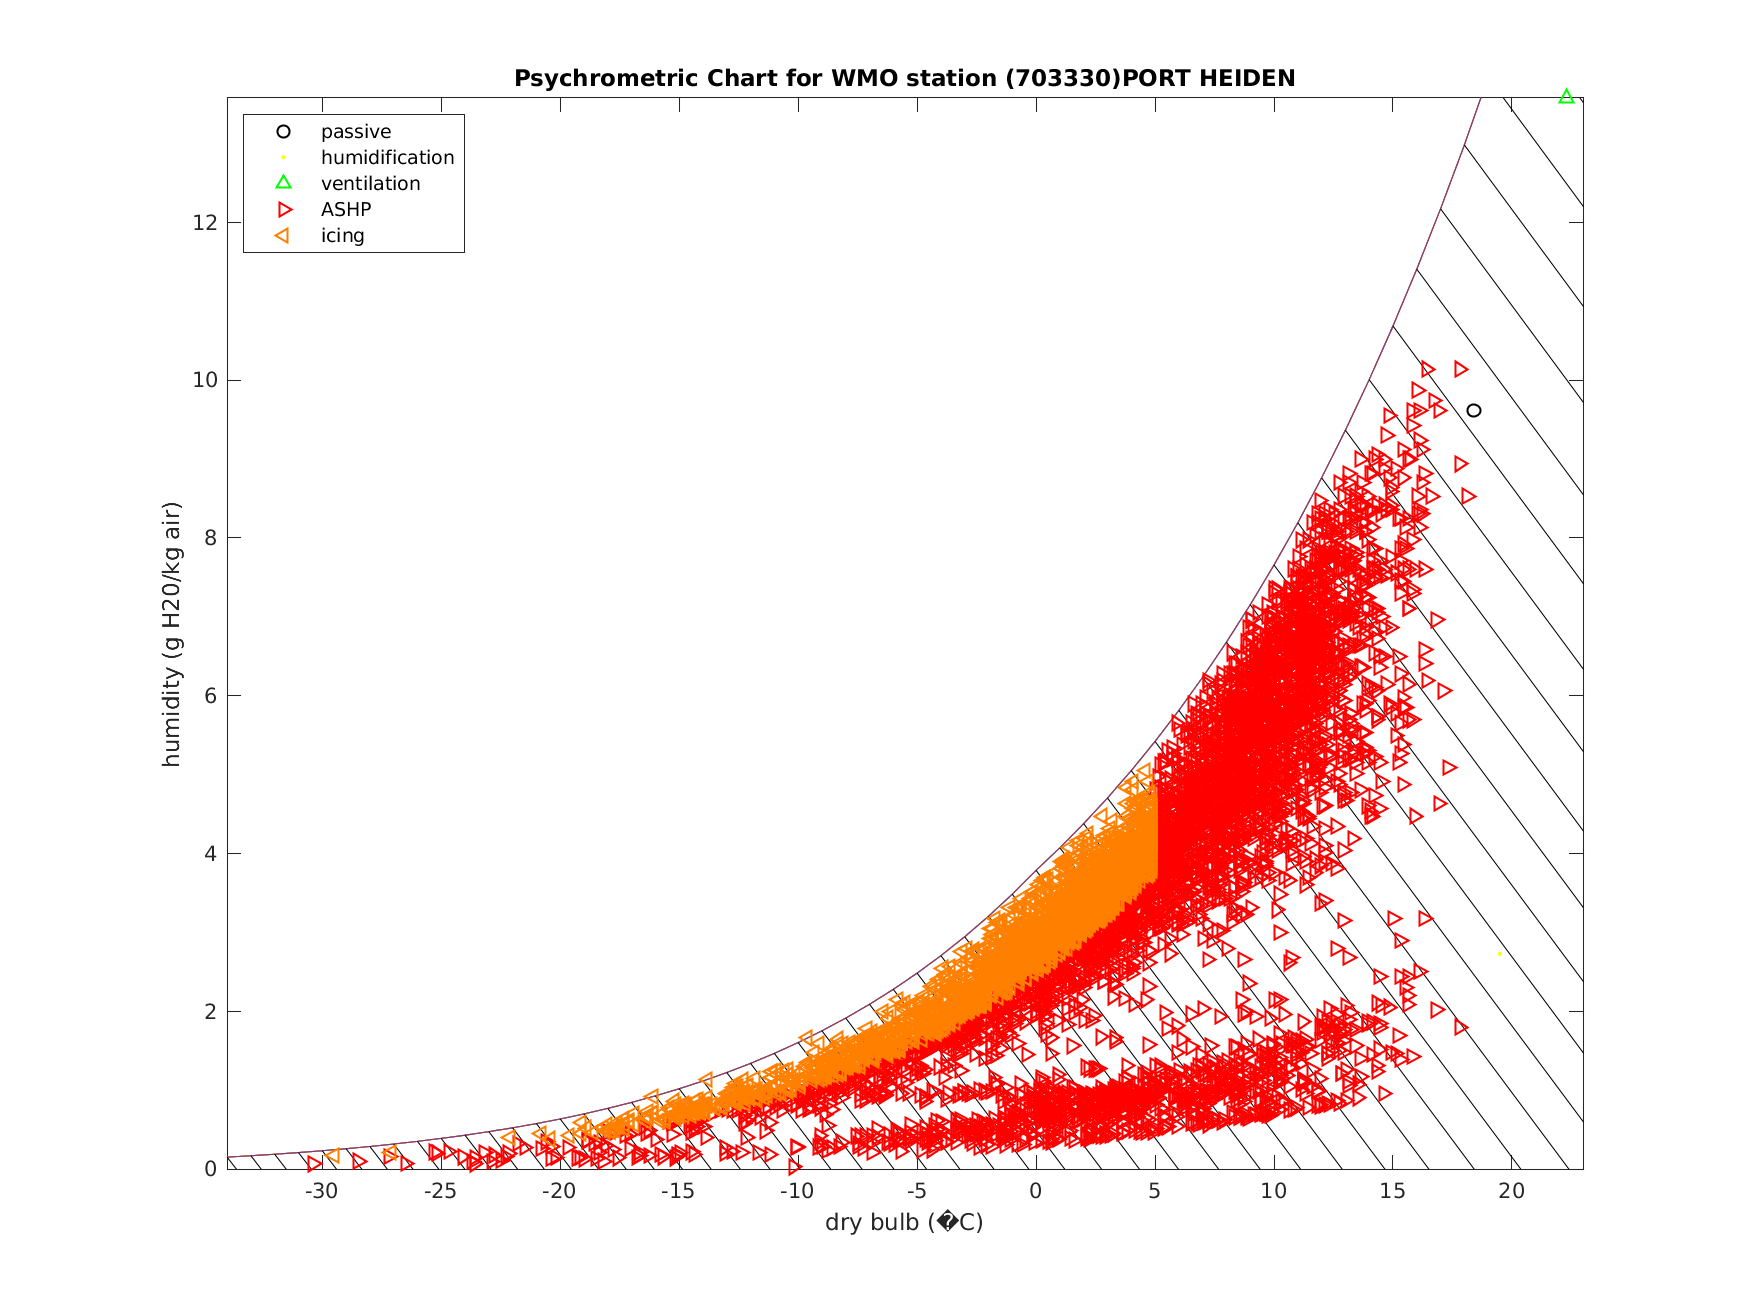 Psychrometric Chart for WMO station (703330)PORT HEIDEN
passive
humidification
ventilation
ASHP
icing
humidity (g H20/kg air)
12
10
8
6
4
2
0
-30 -25 -20 -15 -10 -5 0 5 10 15 20
dry bulb (�C)